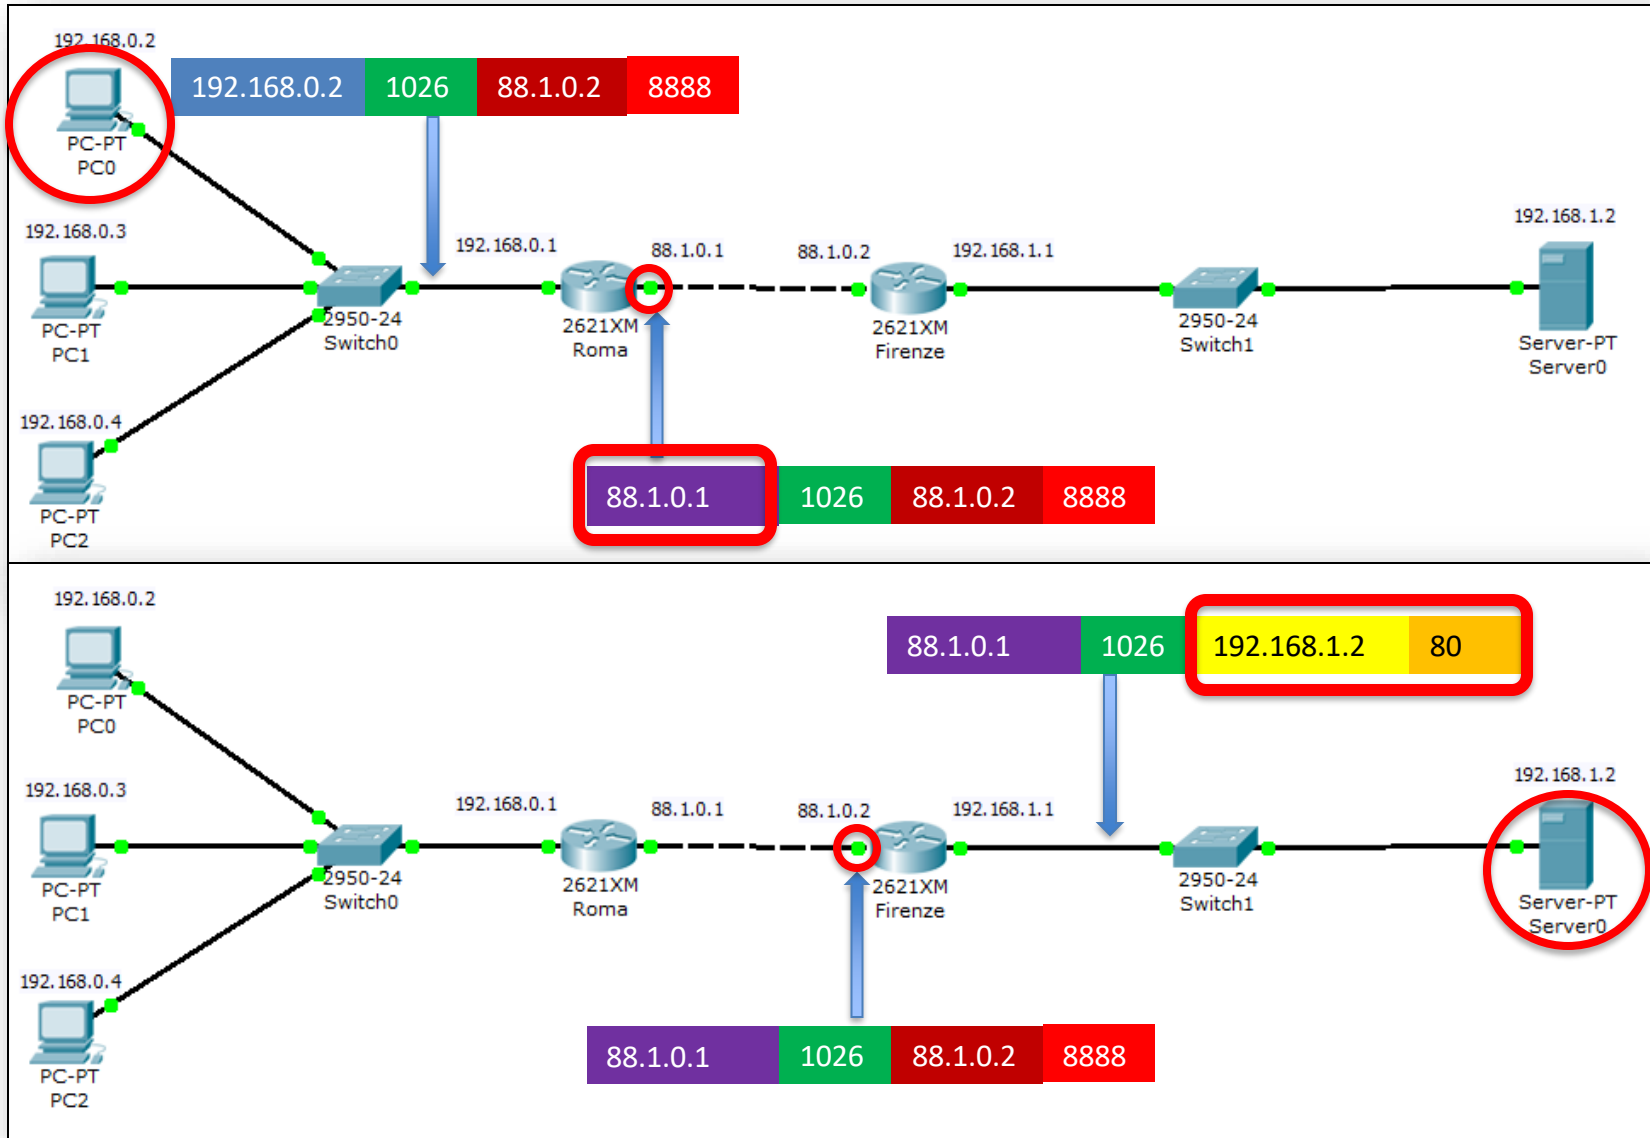 192.168.0.2
192.168.0.2 1026 88.1.0.2 8888
PC-PT
PC0
192.168.0.3
PC-PT
PC1
192.168.0.4
PC-PT
PC2
2950-24
Switch0
192.168.0.1
2621XM
Roma
88.1.0.1
88.1.0.2
2621XM
Firenze
192.168.1.1
2950-24
Switch1
192.168.1.2
Server-PT
Server0
88.1.0.1 1026 88.1.0.2 8888
192.168.0.2
PC-PT
PC0
88.1.0.1 1026 192.168.1.2 80
192.168.0.3
PC-PT
PC1
192.168.0.4
PC-PT
PC2
2950-24
Switch0
192.168.0.1
2621XM
Roma
88.1.0.1
88.1.0.2
2621XM
Firenze
192.168.1.1
2950-24
Switch1
192.168.1.2
Server-PT
Server0
88.1.0.1 1026 88.1.0.2 8888